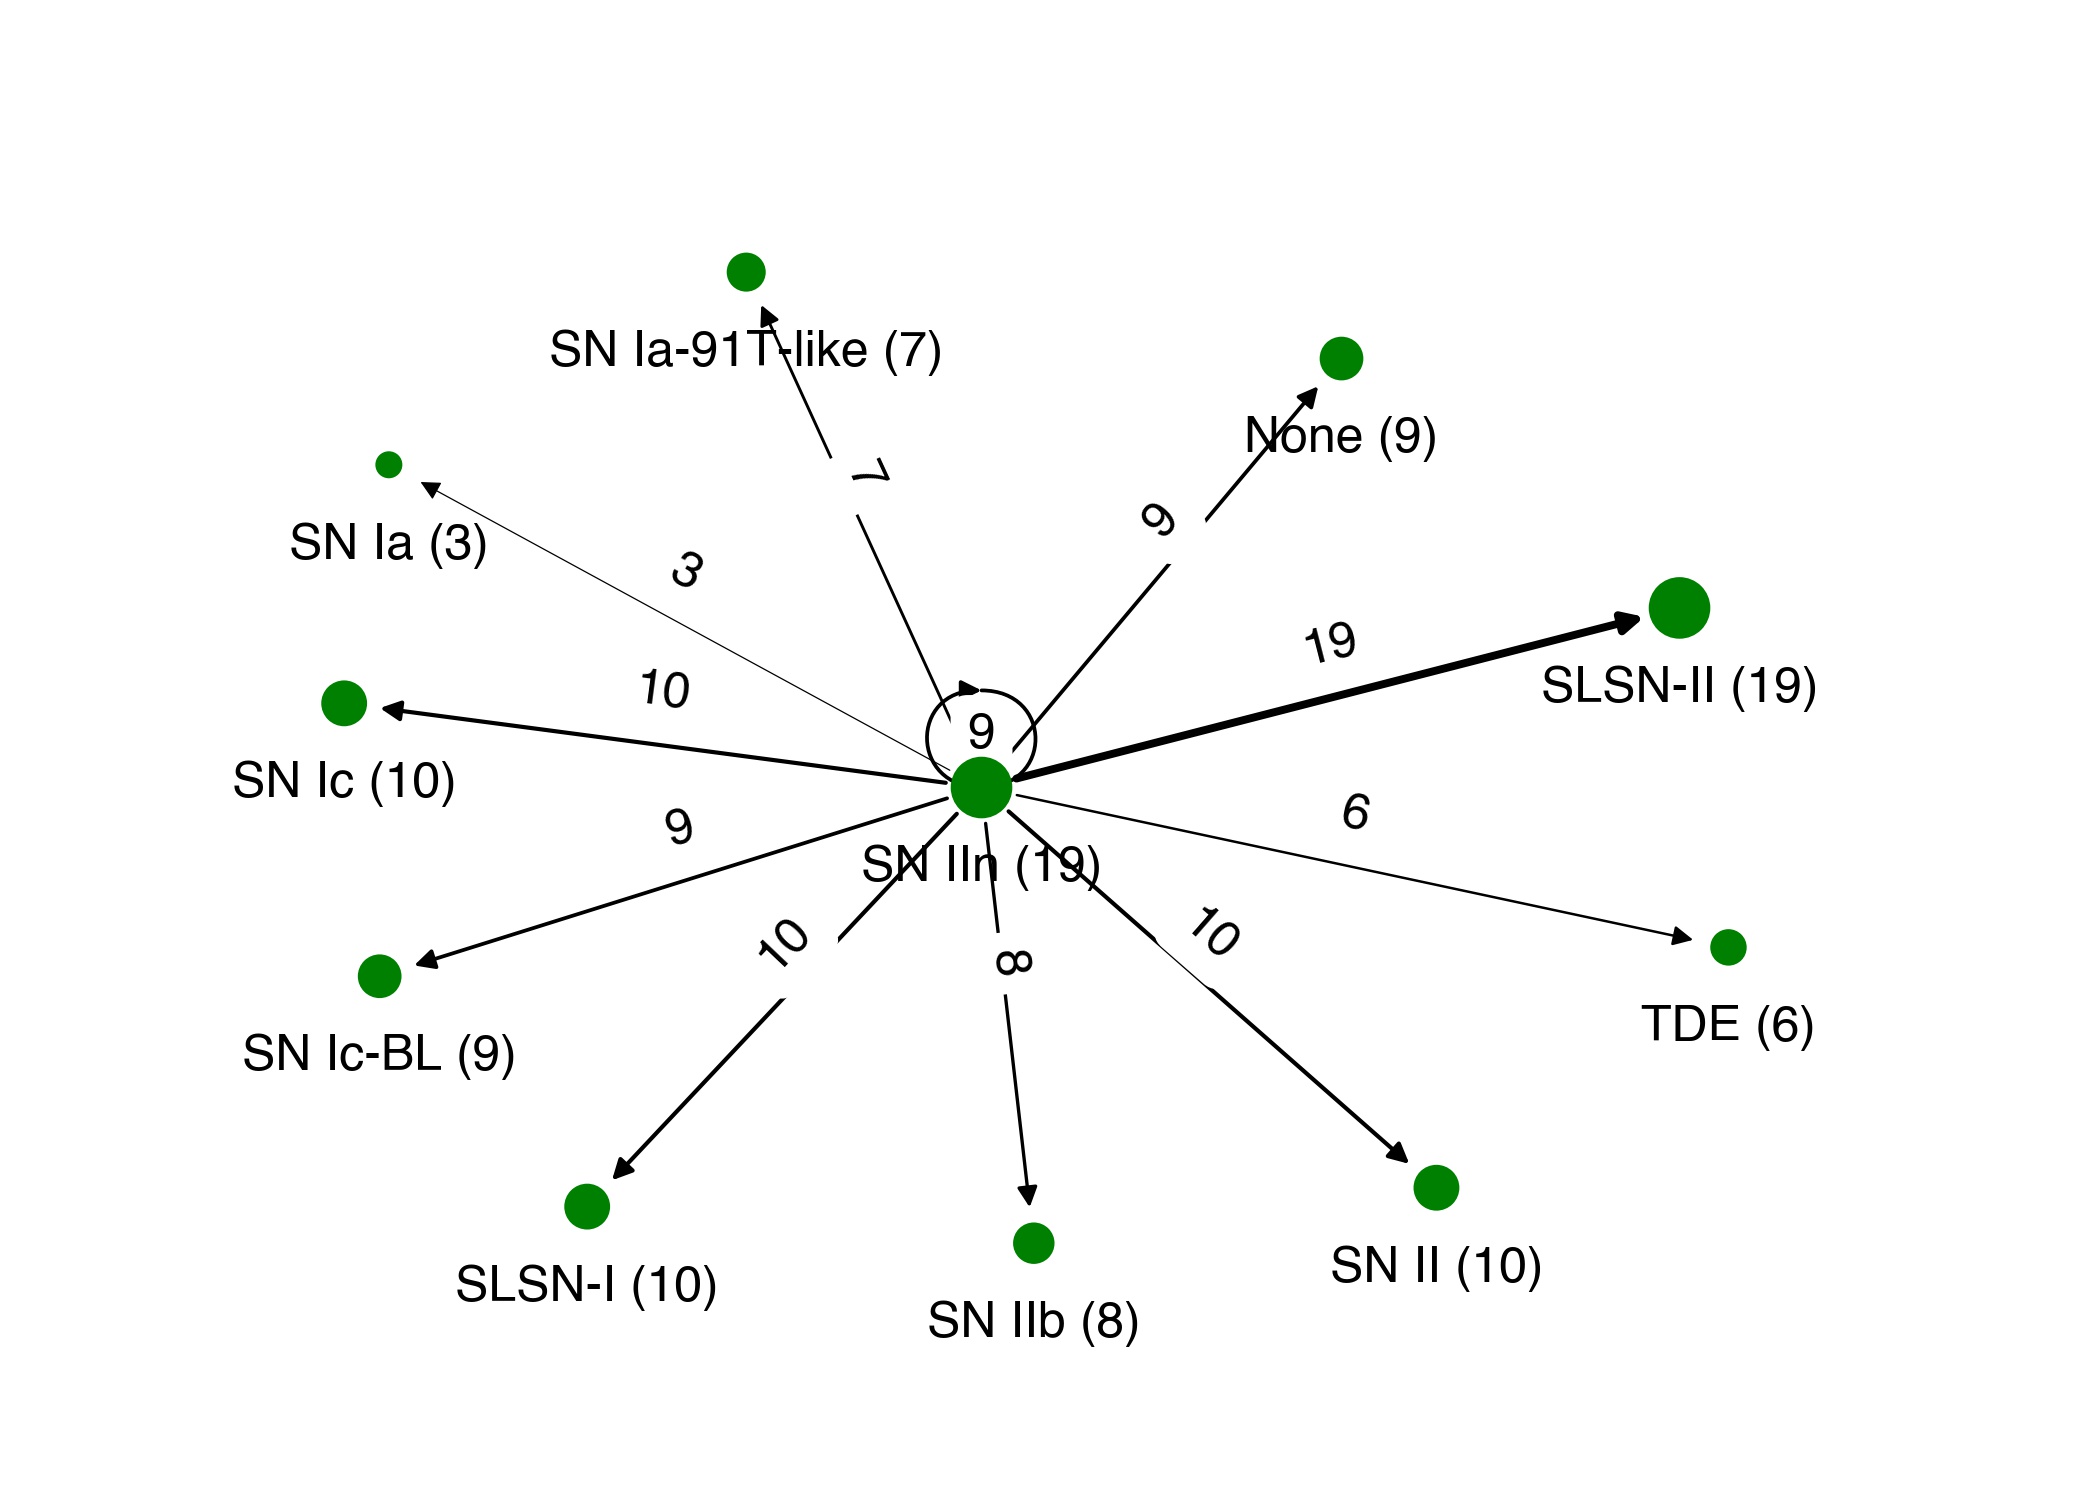 SN Ia-91T-like (7)
None (9)
7
9
SN Ia (3)
3
19
10
SLSN-II (19)
9
SN Ic (10)
9
6
SN IIn (19)
10
8
10
SN Ic-BL (9)
TDE (6)
SLSN-I (10)
SN IIb (8)
SN II (10)